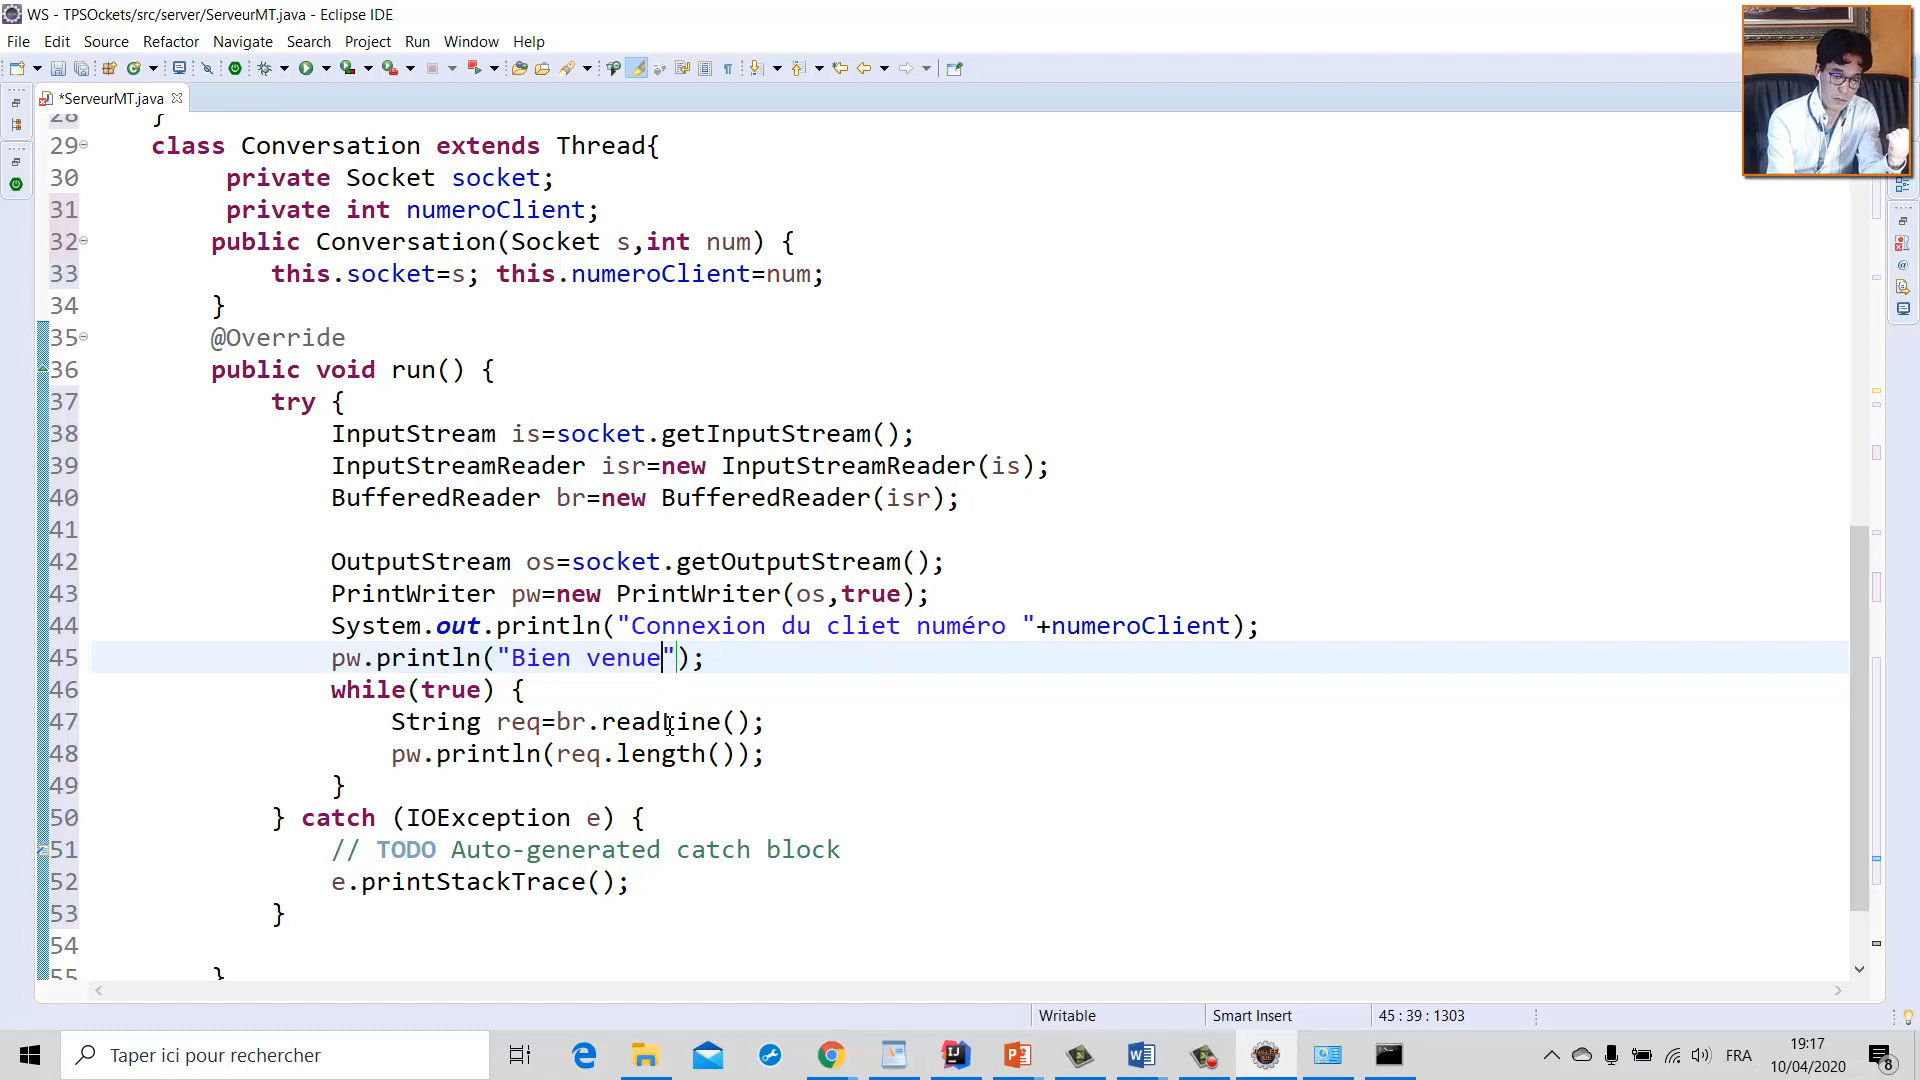 WS - TPSOckets/src/server/ServeurMT.java - Eclipse IDE
File Edit Source Refactor Navigate Search Project Run Window Help
*ServeurMT.java
28 }
29 class Conversation extends Thread{
30 private Socket socket;
31 private int numeroClient;
32 public Conversation(Socket s,int num) {
33 this.socket=s; this.numeroClient=num;
34 }
35 @Override
36 public void run() {
37 try {
38 InputStream is=socket.getInputStream();
39 InputStreamReader isr=new InputStreamReader(is);
40 BufferedReader br=new BufferedReader(isr);
41
42 OutputStream os=socket.getOutputStream();
43 PrintWriter pw=new PrintWriter(os,true);
44 System.out.println("Connexion du cliet numéro "+numeroClient);
45 pw.println("Bien venue");
46 while(true) {
47 String req=br.readLine();
48 pw.println(req.length());
49 }
50 } catch (IOException e) {
51 // TODO Auto-generated catch block
52 e.printStackTrace();
53 }
54
55 }
Writable Smart Insert 45 : 39 : 1303
Taper ici pour rechercher
FRA
19:17
10/04/2020
8